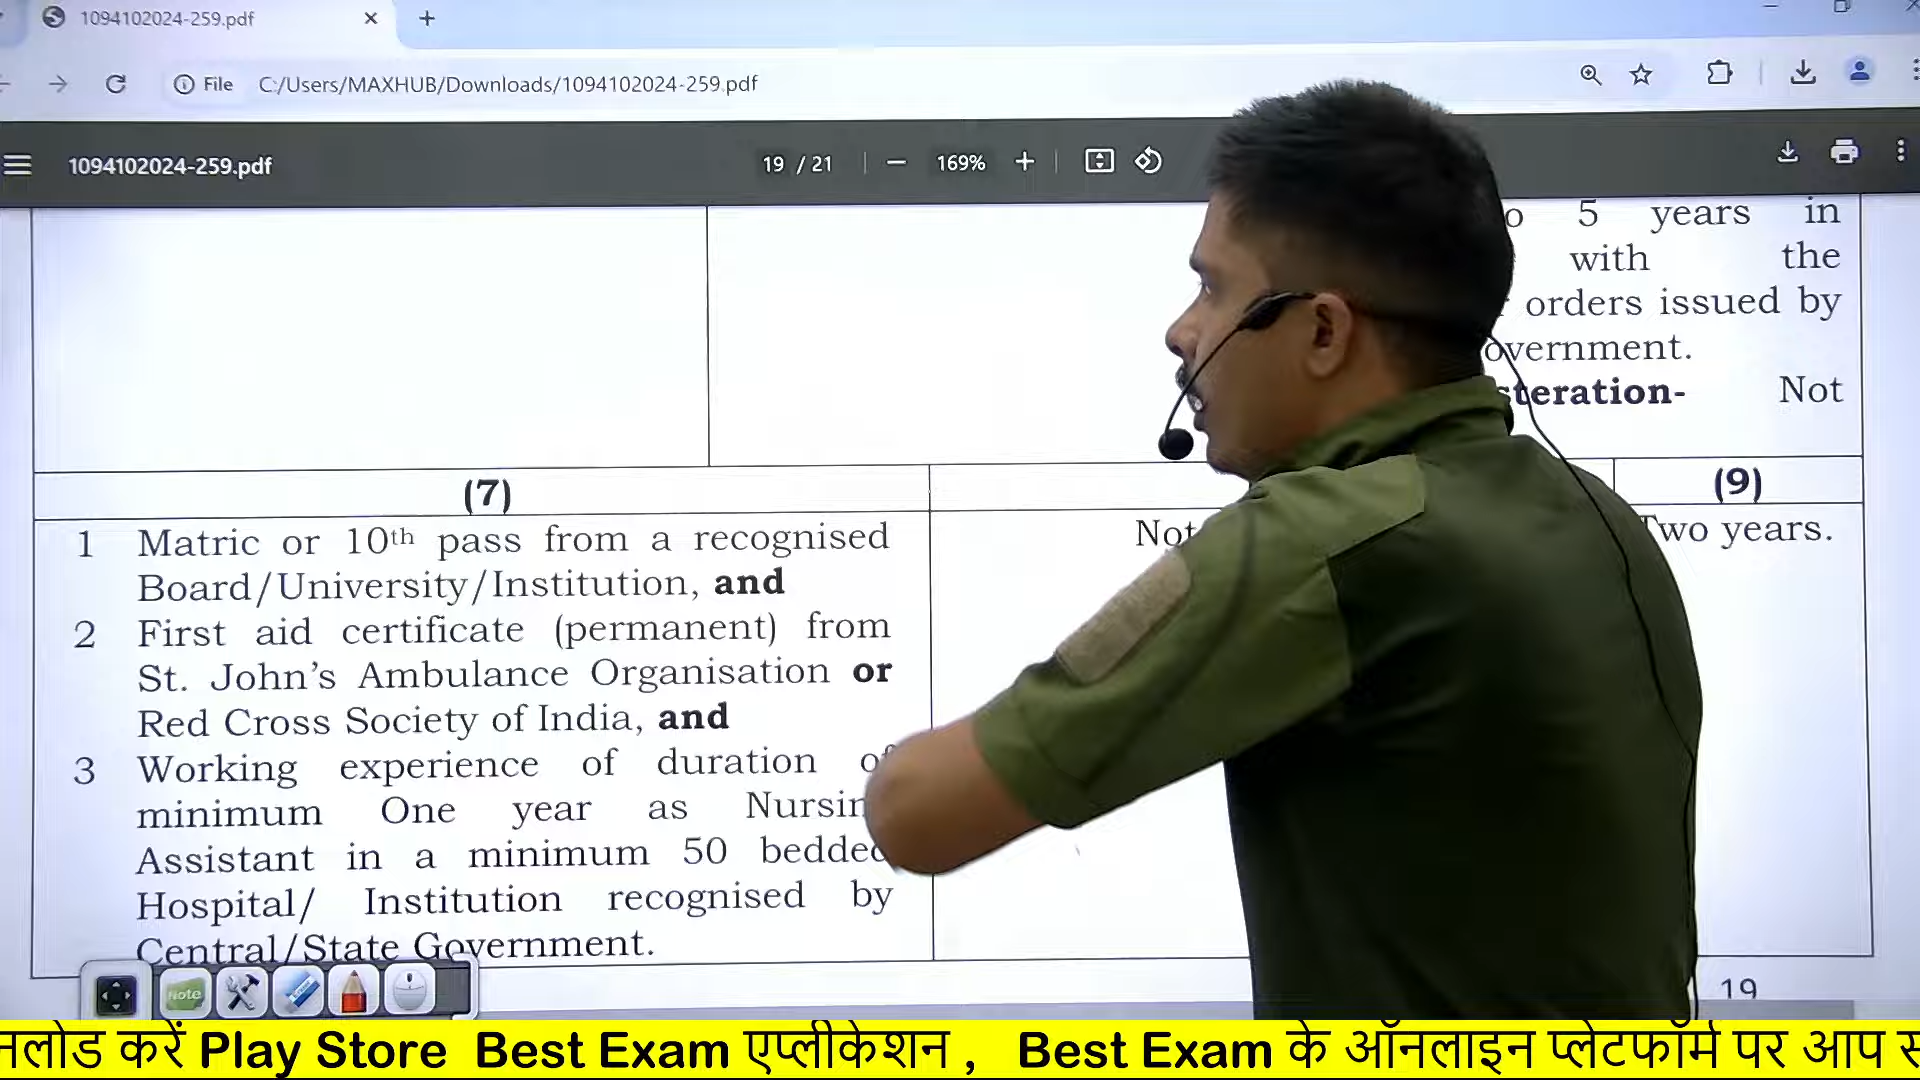 1094102024-259.pdf
File C:/Users/MAXHUB/Downloads/1094102024-259.pdf
1094102024-259.pdf 19 / 21 169%
5 years in
with the
orders issued by
Not
(7) (9)
1 Matric or 10th pass from a recognised
Board/University/Institution, and
2 First aid certificate (permanent) from
St. John's Ambulance Organisation or
Red Cross Society of India, and
3 Working experience of duration
minimum One year as
Assistant in a minimum 50
Hospital/ Institution recognised by
Central/State Government.
Not
Two years.
19
Note
करें Play Store Best Exam एप्लीकेशन , Best Exam के ऑनलाइन प्लेटफॉर्म पर आप